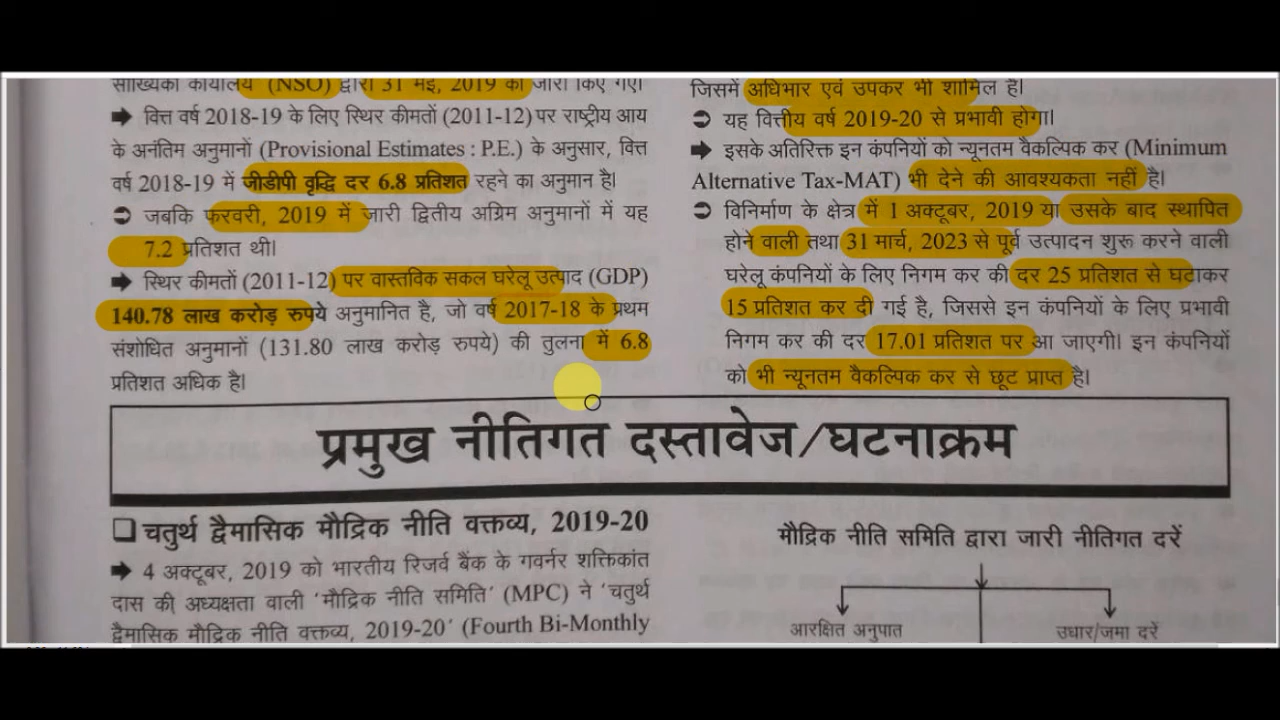 सांख्यिकी कार्यालय (NSO) द्वारा 31 मई, 2019 को जारी किए गए।
➡ वित्त वर्ष 2018-19 के लिए स्थिर कीमतों (2011-12) पर राष्ट्रीय आय
के अनंतिम अनुमानों (Provisional Estimates : P.E.) के अनुसार, वित्त
वर्ष 2018-19 में जीडीपी वृद्धि दर 6.8 प्रतिशत रहने का अनुमान है।
➲ जबकि फरवरी, 2019 में जारी द्वितीय अग्रिम अनुमानों में यह
7.2 प्रतिशत थी।
➡ स्थिर कीमतों (2011-12) पर वास्तविक सकल घरेलू उत्पाद (GDP)
140.78 लाख करोड़ रुपये अनुमानित है, जो वर्ष 2017-18 के प्रथम
संशोधित अनुमानों (131.80 लाख करोड़ रुपये) की तुलना में 6.8
प्रतिशत अधिक है।
जिसमें अधिभार एवं उपकर भी शामिल है।
➲ यह वित्तीय वर्ष 2019-20 से प्रभावी होगा।
➡ इसके अतिरिक्त इन कंपनियों को न्यूनतम वैकल्पिक कर (Minimum
Alternative Tax-MAT) भी देने की आवश्यकता नहीं है।
➲ विनिर्माण के क्षेत्र में 1 अक्टूबर, 2019 या उसके बाद स्थापित
होने वाली तथा 31 मार्च, 2023 से पूर्व उत्पादन शुरू करने वाली
घरेलू कंपनियों के लिए निगम कर की दर 25 प्रतिशत से घटाकर
15 प्रतिशत कर दी गई है, जिससे इन कंपनियों के लिए प्रभावी
निगम कर की दर 17.01 प्रतिशत पर आ जाएगी। इन कंपनियों
को भी न्यूनतम वैकल्पिक कर से छूट प्राप्त है।
प्रमुख नीतिगत दस्तावेज/घटनाक्रम
❑ चतुर्थ द्वैमासिक मौद्रिक नीति वक्तव्य, 2019-20
➡ 4 अक्टूबर, 2019 को भारतीय रिजर्व बैंक के गवर्नर शक्तिकांत
दास की अध्यक्षता वाली 'मौद्रिक नीति समिति' (MPC) ने 'चतुर्थ
द्वैमासिक मौद्रिक नीति वक्तव्य, 2019-20' (Fourth Bi-Monthly
मौद्रिक नीति समिति द्वारा जारी नीतिगत दरें
आरक्षित अनुपात
उधार/जमा दरें